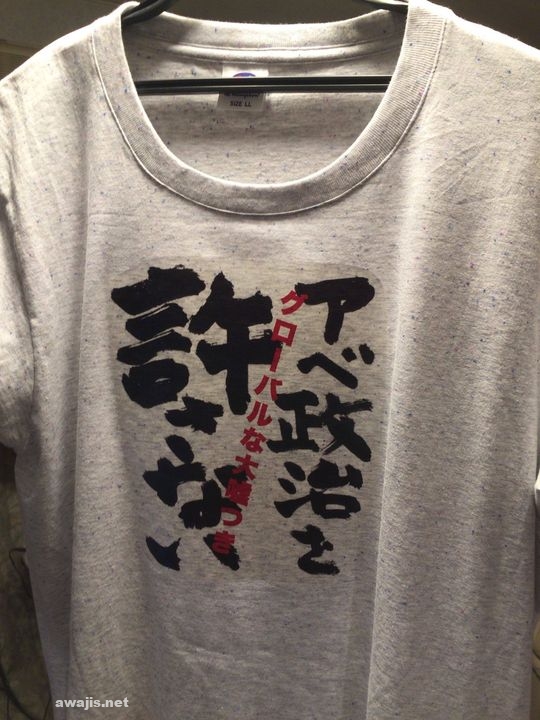 SIZE LL
アベ政治を
グローバルな大嘘つき
許さない
awajis.net